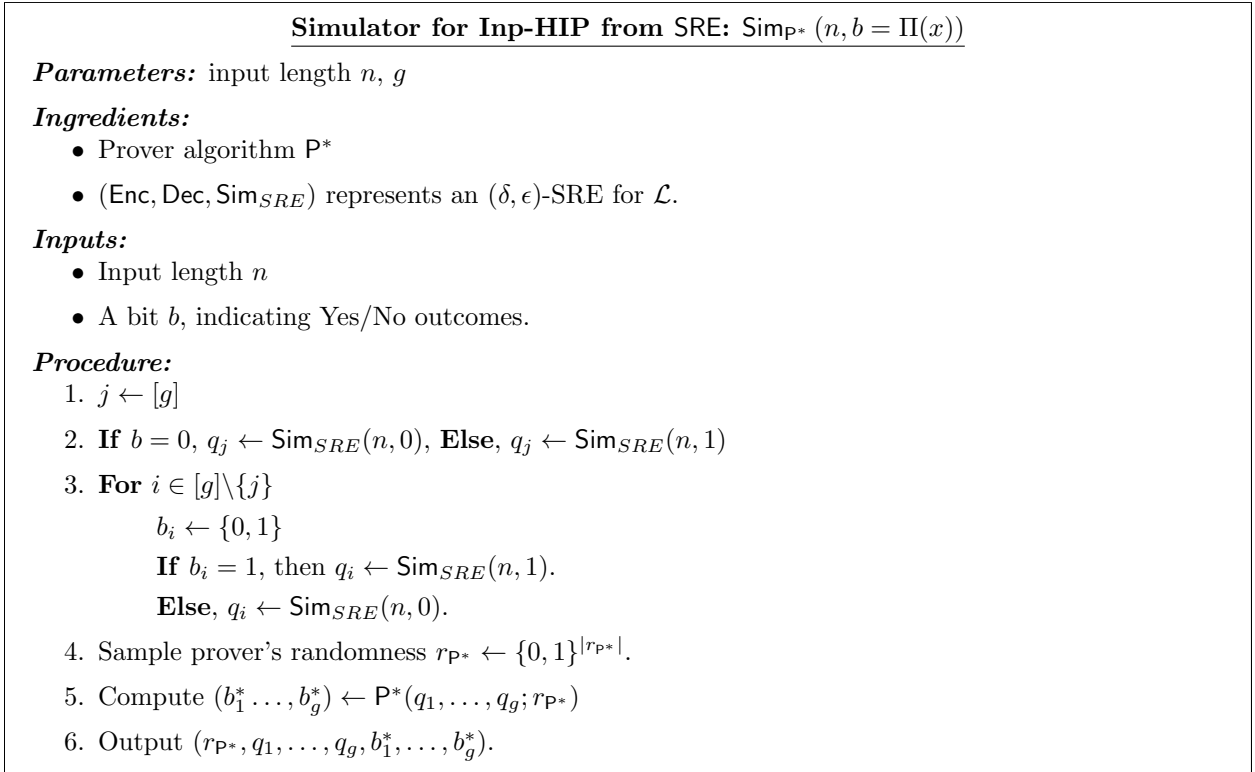 Simulator for Inp-HIP from SRE: Sim_{P*} (n, b = Π(x))
Parameters: input length n, g
Ingredients:
• Prover algorithm P*
• (Enc, Dec, Sim_{SRE}) represents an (δ, ϵ)-SRE for ℒ.
Inputs:
• Input length n
• A bit b, indicating Yes/No outcomes.
Procedure:
1. j ← [g]
2. If b = 0, q_j ← Sim_{SRE}(n, 0), Else, q_j ← Sim_{SRE}(n, 1)
3. For i ∈ [g]\{j}
b_i ← {0, 1}
If b_i = 1, then q_i ← Sim_{SRE}(n, 1).
Else, q_i ← Sim_{SRE}(n, 0).
4. Sample prover's randomness r_{P*} ← {0, 1}^{|r_{P*}|}.
5. Compute (b_1^* . . . , b_g^*) ← P*(q_1, . . . , q_g; r_{P*})
6. Output (r_{P*}, q_1, . . . , q_g, b_1^*, . . . , b_g^*).